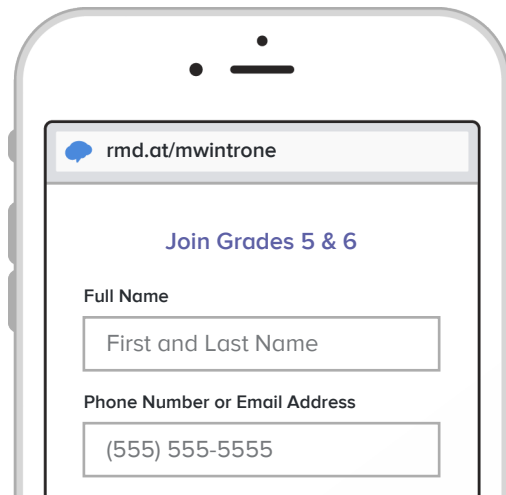 rmd.at/mwintrone
Join Grades 5 & 6
Full Name
First and Last Name
Phone Number or Email Address
(555) 555-5555